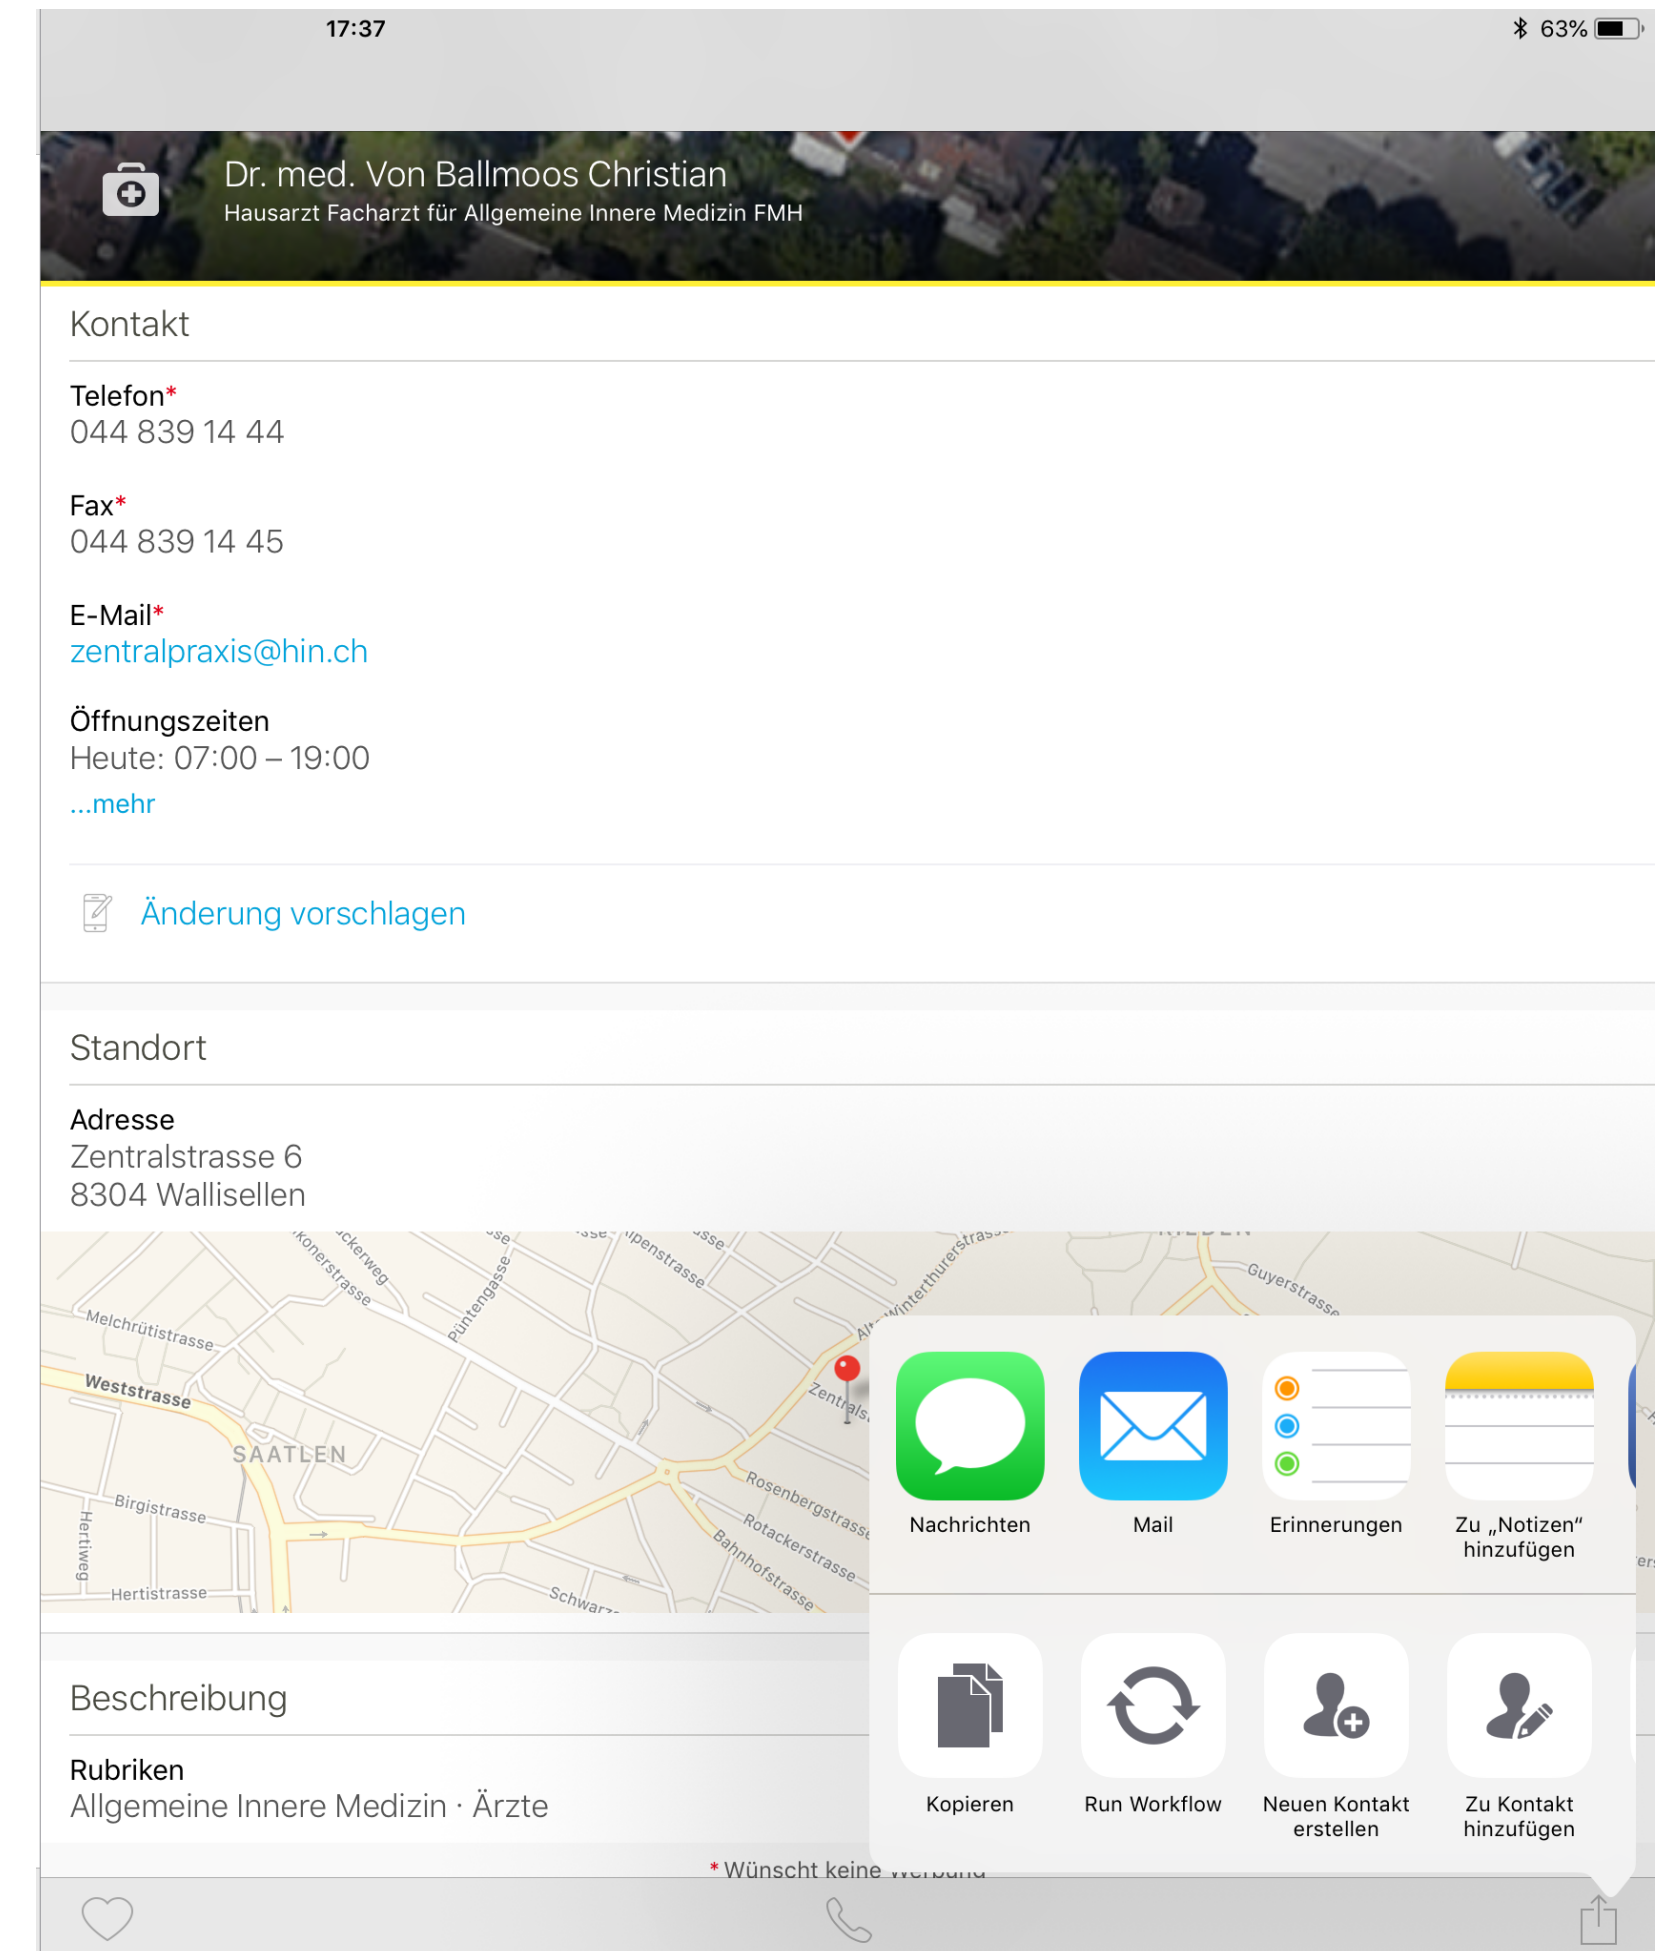 17:37
63%
Dr. med. Von Ballmoos Christian
Hausarzt Facharzt für Allgemeine Innere Medizin FMH
Kontakt
Telefon*
044 839 14 44
Fax*
044 839 14 45
E-Mail*
zentralpraxis@hin.ch
Öffnungszeiten
Heute: 07:00 – 19:00
...mehr
Änderung vorschlagen
Standort
Adresse
Zentralstrasse 6
8304 Wallisellen
Püntengasse
Guyerstrasse
Melchrütistrasse
Weststrasse
SAATLEN
Birgistrasse
Hertiweg
Hertistrasse
Rosenbergstrasse
Rotackerstrasse
Bahnhofstrasse
Nachrichten
Mail
Erinnerungen
Zu „Notizen“
hinzufügen
Kopieren
Run Workflow
Neuen Kontakt
erstellen
Zu Kontakt
hinzufügen
Beschreibung
Rubriken
Allgemeine Innere Medizin · Ärzte
* Wünscht keine Werbung